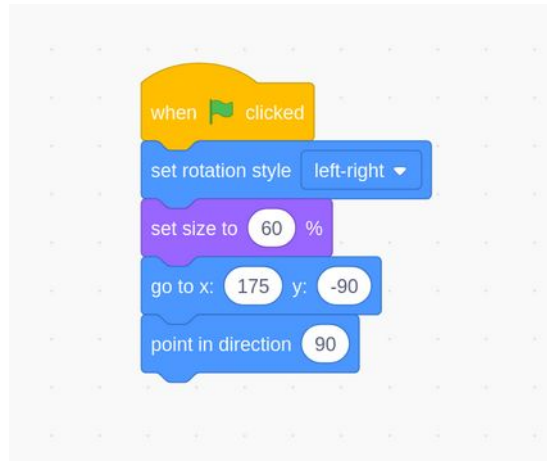 when clicked
set rotation style left-right
set size to 60 %
go to x: 175 y: -90
point in direction 90